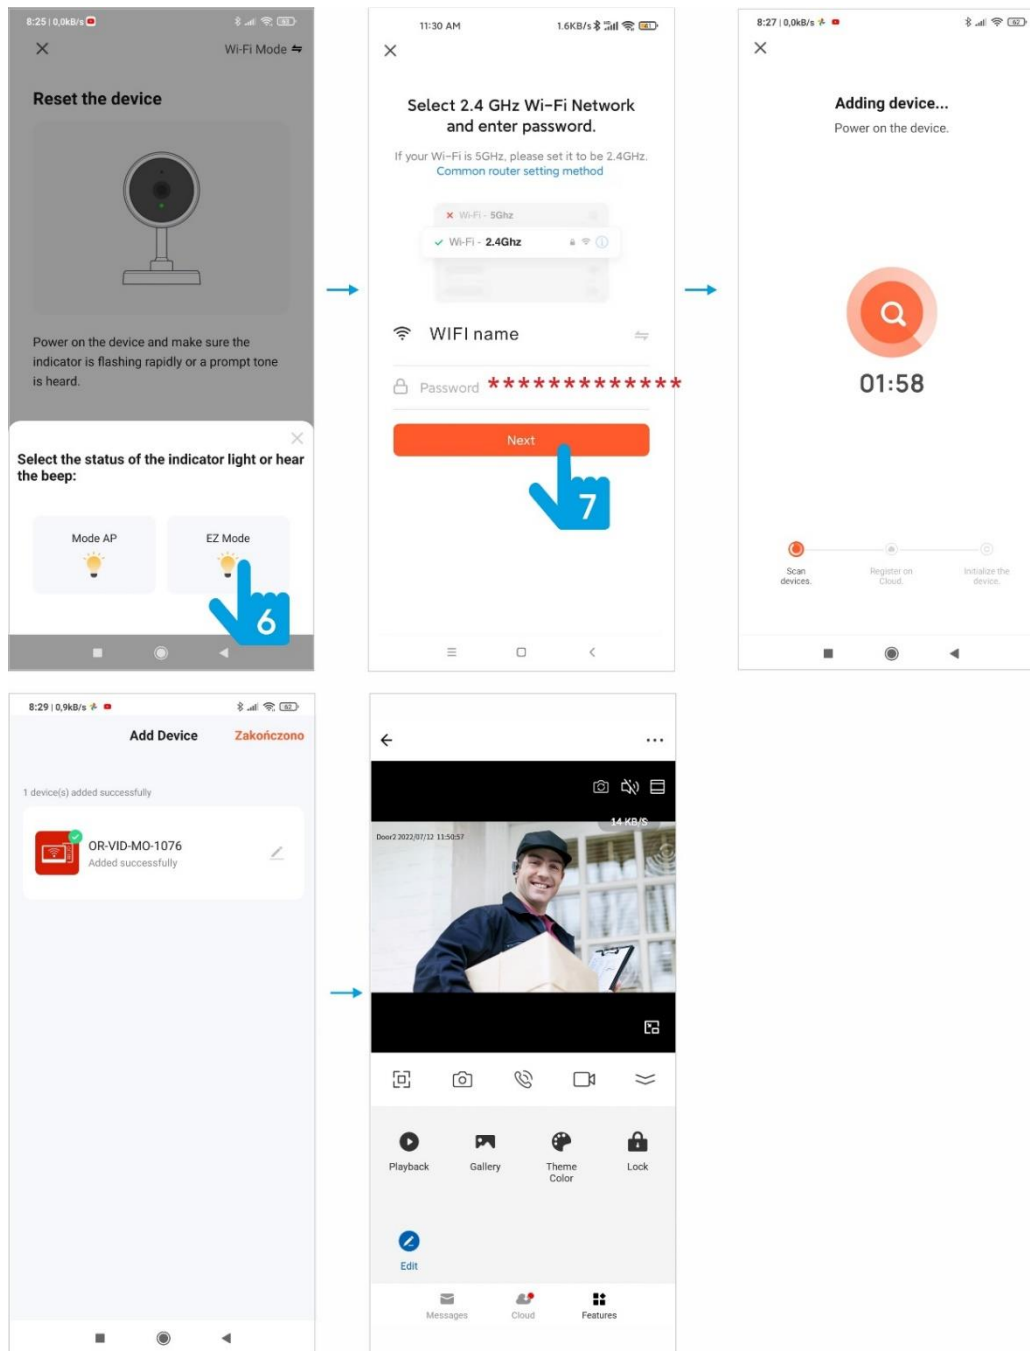 8:25 | 0,0kB/s
Wi-Fi Mode
Reset the device
Power on the device and make sure the
indicator is flashing rapidly or a prompt tone
is heard.
Select the status of the indicator light or hear
the beep:
Mode AP
EZ Mode
6
11:30 AM
1.6KB/s
Select 2.4 GHz Wi-Fi Network
and enter password.
If your Wi-Fi is 5GHz, please set it to be 2.4GHz.
Common router setting method
Wi-Fi - 5Ghz
Wi-Fi - 2.4Ghz
WIFI name
Password *************
Next
7
8:27 | 0,0kB/s
62
Adding device...
Power on the device.
01:58
Scan
devices.
Register on
Cloud.
Initialize the
device.
8:29 | 0,9kB/s
62
Add Device
Zakończono
1 device(s) added successfully
OR-VID-MO-1076
Added successfully
14 KB/S
Door2 2022/07/12 11:50:57
Playback
Gallery
Theme
Color
Lock
Edit
Messages
Cloud
Features